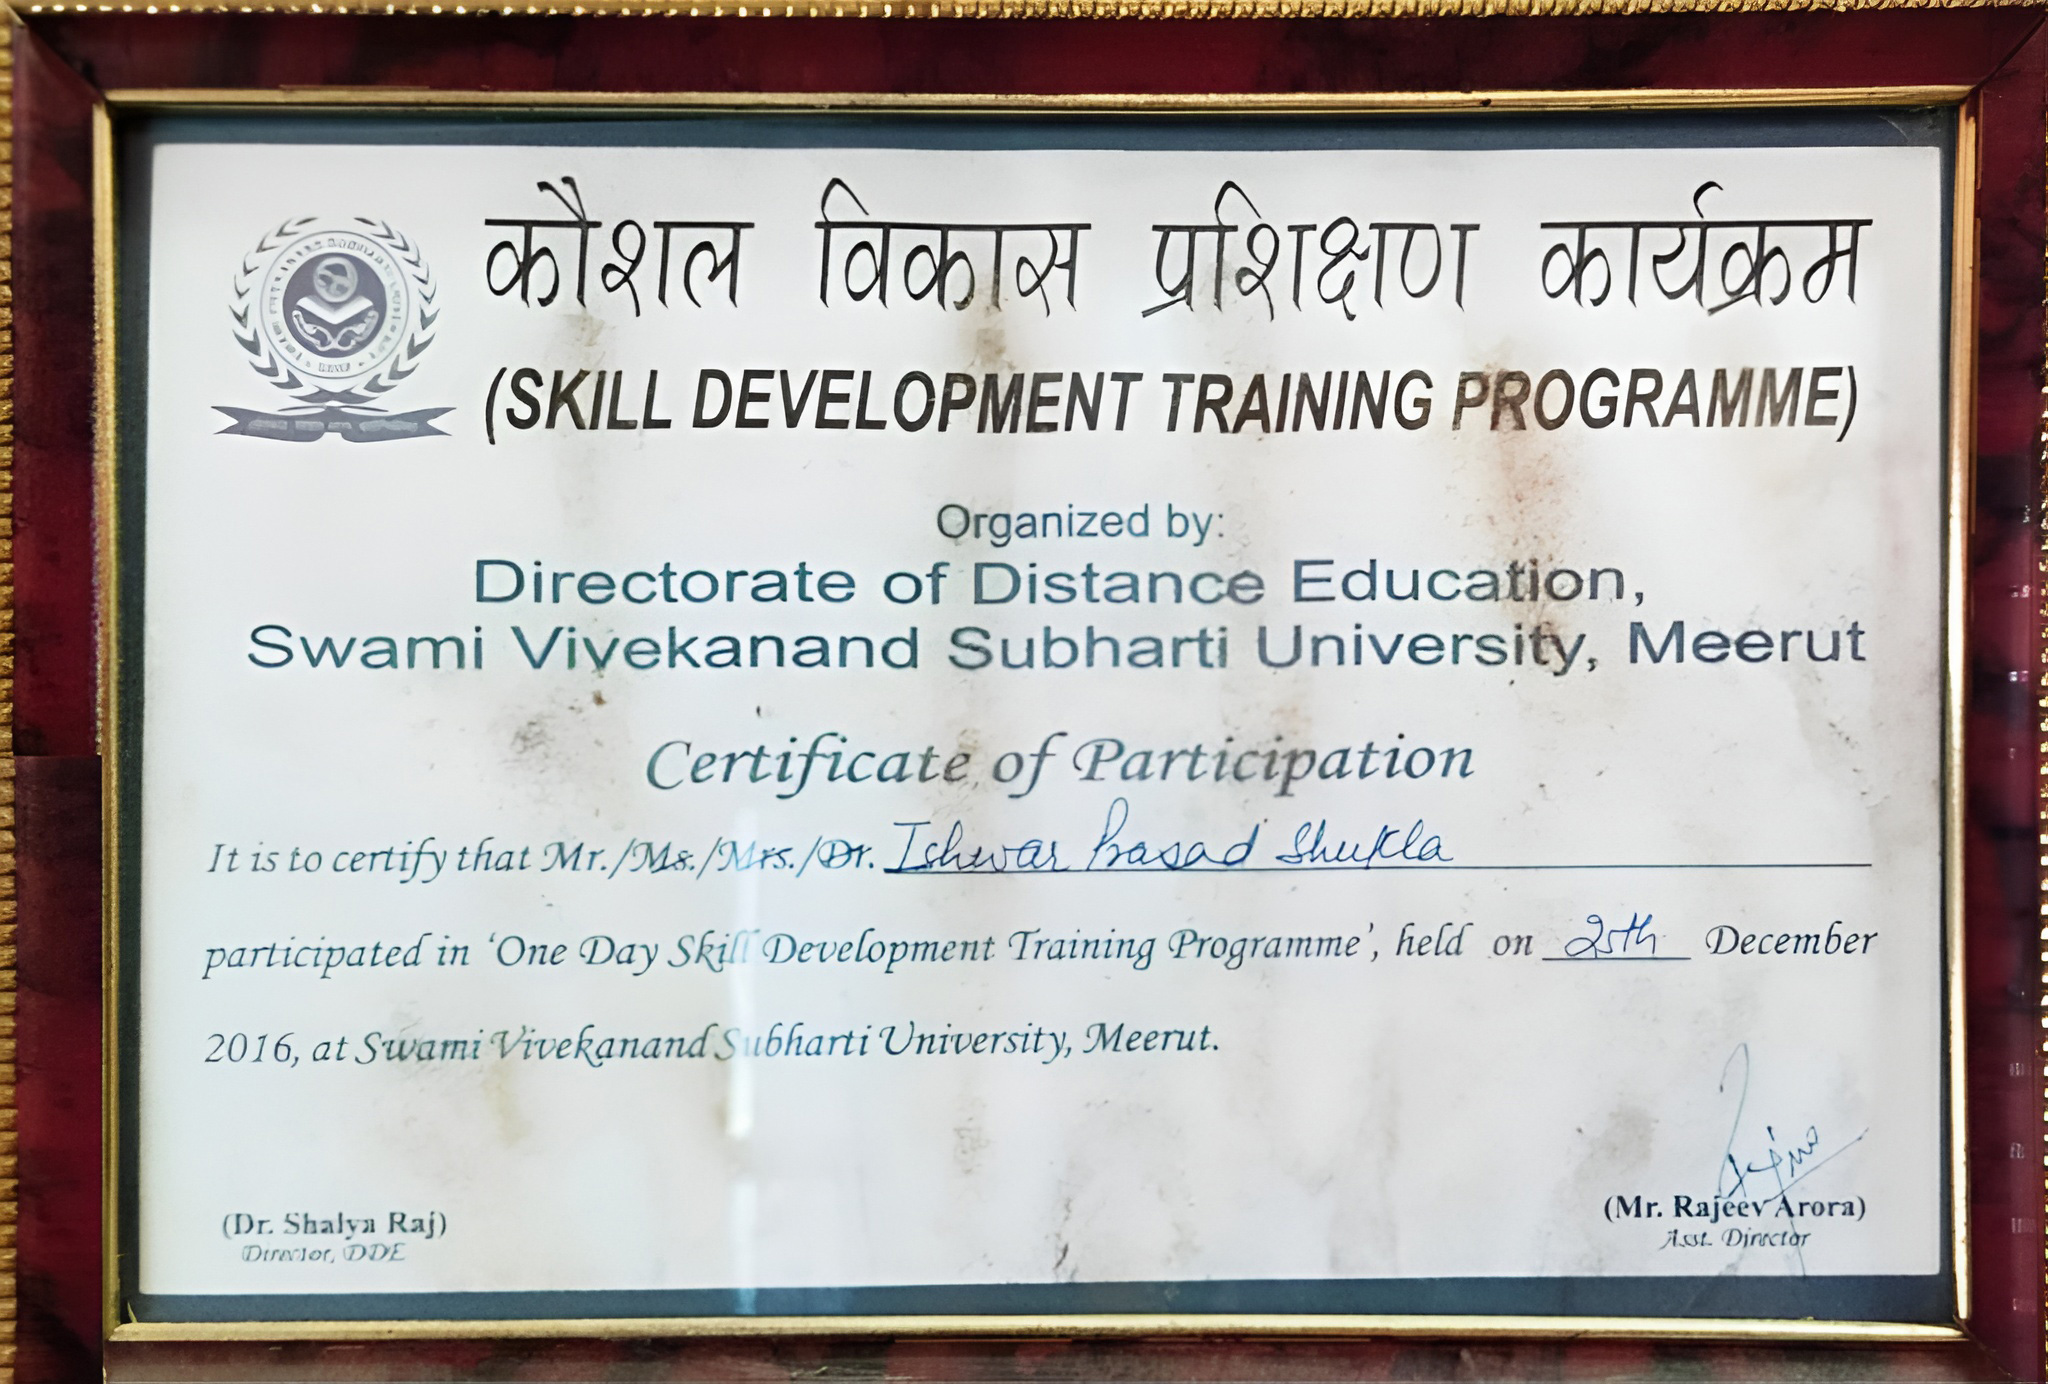 कौशल विकास प्रशिक्षण कार्यक्रम
(SKILL DEVELOPMENT TRAINING PROGRAMME)
Organized by:
Directorate of Distance Education,
Swami Vivekanand Subharti University, Meerut
Certificate of Participation
It is to certify that Mr./Ms./Mrs./Dr. Ishwar Prasad Shukla
participated in ‘One Day Skill Development Training Programme’, held on 25th December
2016, at Swami Vivekanand Subharti University, Meerut.
(Dr. Shalya Raj)
Director, DDE
(Mr. Rajeev Arora)
Asst. Director